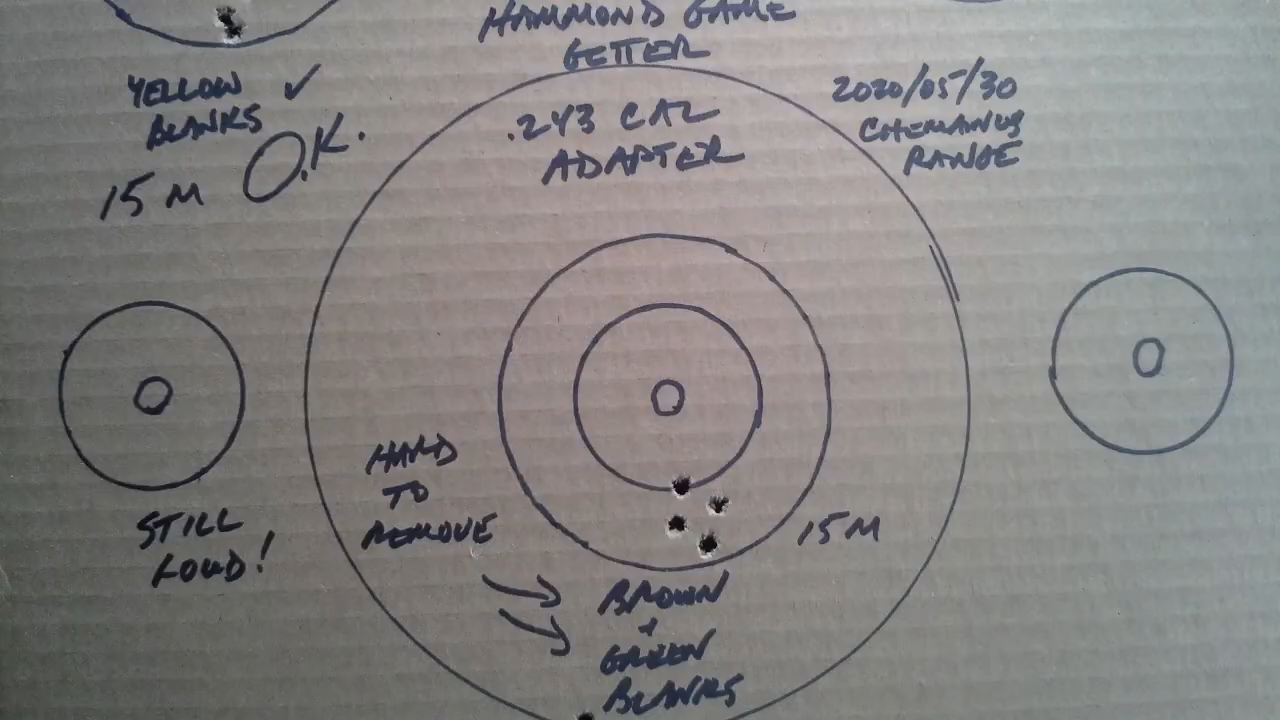 HAMMOND GAME
GETTER
YELLOW ✓
BLANKS
15 M O.K.
.243 CAL
ADAPTER
2020/05/30
CHEMAINUS
RANGE
HARD
TO
REMOVE
15 M
STILL
LOUD!
BROWN
+
GREEN
BLANKS